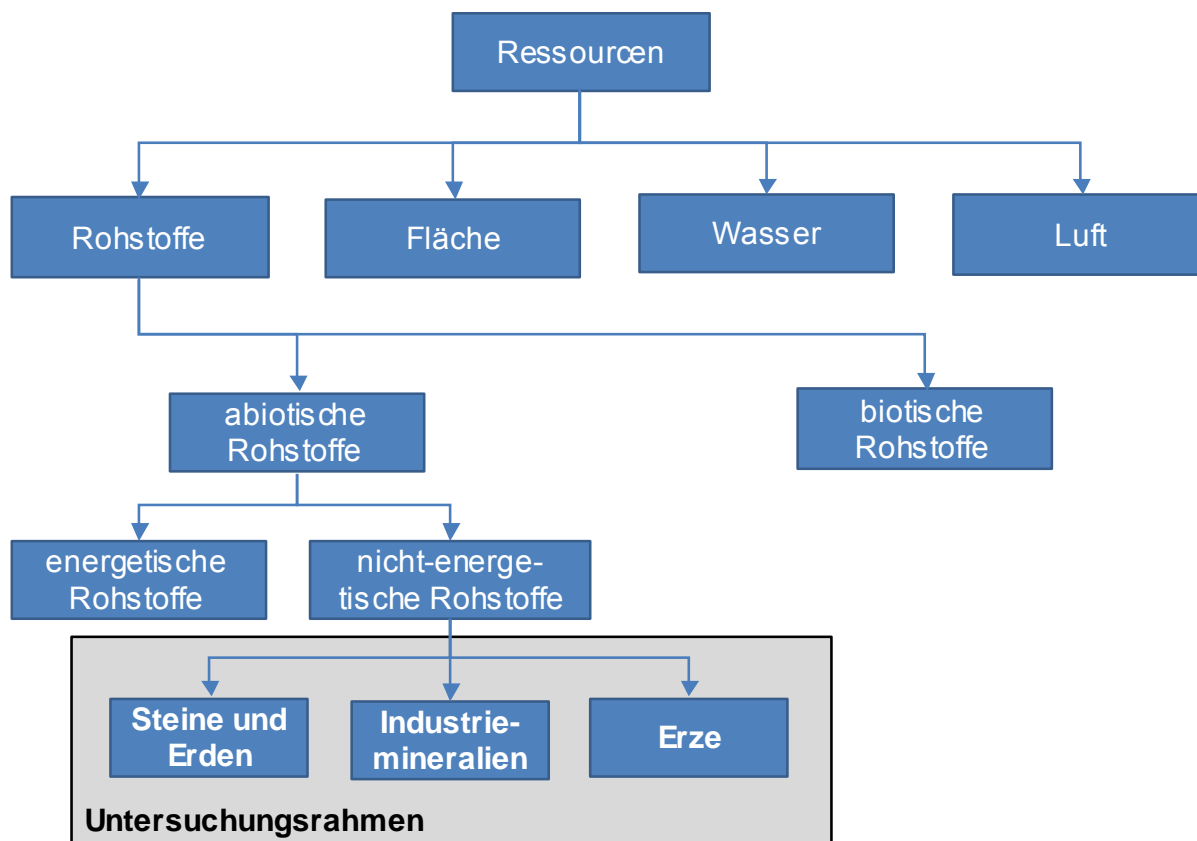 Ressourcen
Rohstoffe
Fläche
Wasser
Luft
abiotische
Rohstoffe
biotische
Rohstoffe
energetische
Rohstoffe
nicht-energe-
tische Rohstoffe
Steine und
Erden
Industrie-
mineralien
Erze
Untersuchungsrahmen